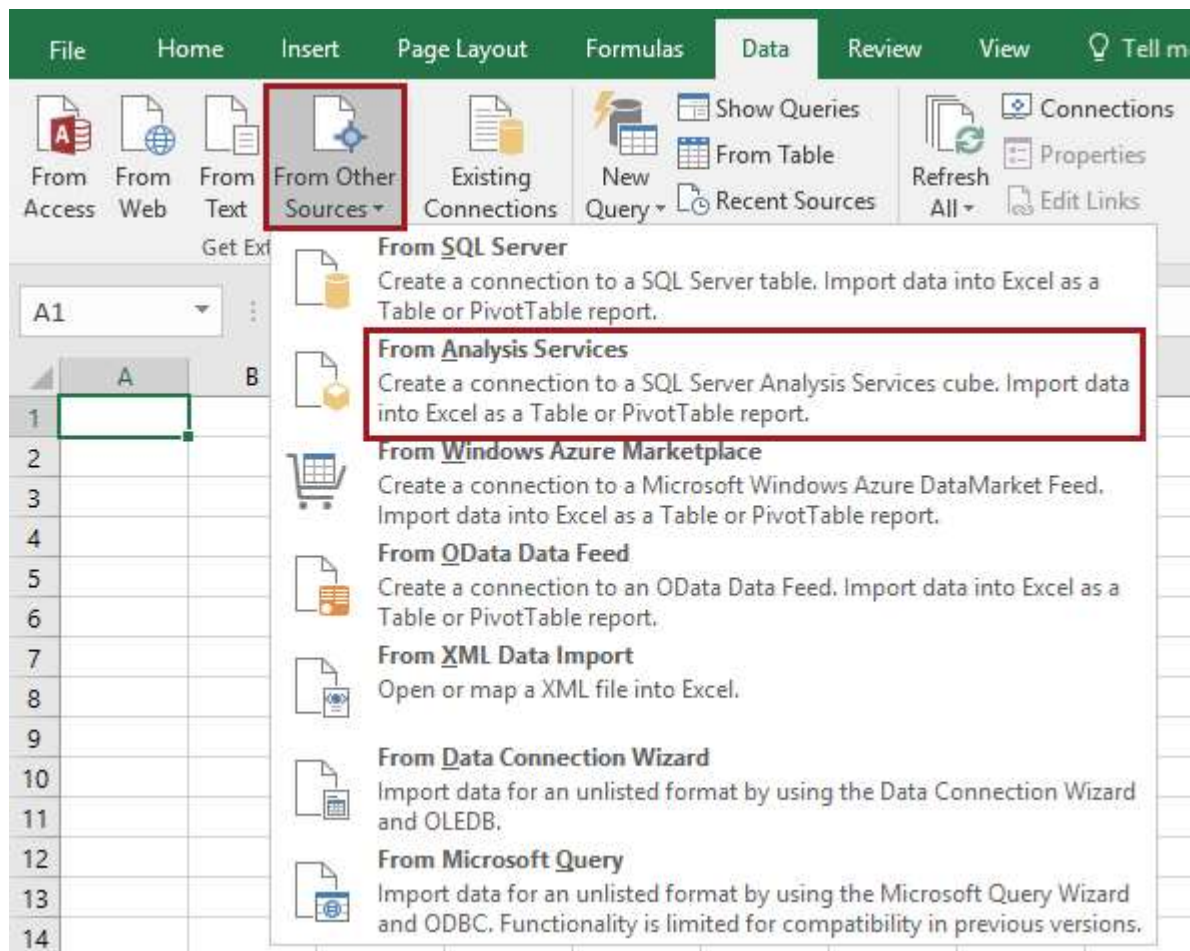 File Home Insert Page Layout Formulas Data Review View Tell m
From Access
From Web
From Text
From Other Sources
Existing Connections
New Query
Show Queries
From Table
Recent Sources
Refresh All
Connections
Properties
Edit Links
Get Ext
A1
A B
From SQL Server
Create a connection to a SQL Server table. Import data into Excel as a
Table or PivotTable report.
From Analysis Services
Create a connection to a SQL Server Analysis Services cube. Import data
into Excel as a Table or PivotTable report.
From Windows Azure Marketplace
Create a connection to a Microsoft Windows Azure DataMarket Feed.
Import data into Excel as a Table or PivotTable report.
From OData Data Feed
Create a connection to an OData Data Feed. Import data into Excel as a
Table or PivotTable report.
From XML Data Import
Open or map a XML file into Excel.
From Data Connection Wizard
Import data for an unlisted format by using the Data Connection Wizard
and OLEDB.
From Microsoft Query
Import data for an unlisted format by using the Microsoft Query Wizard
and ODBC. Functionality is limited for compatibility in previous versions.
1
2
3
4
5
6
7
8
9
10
11
12
13
14